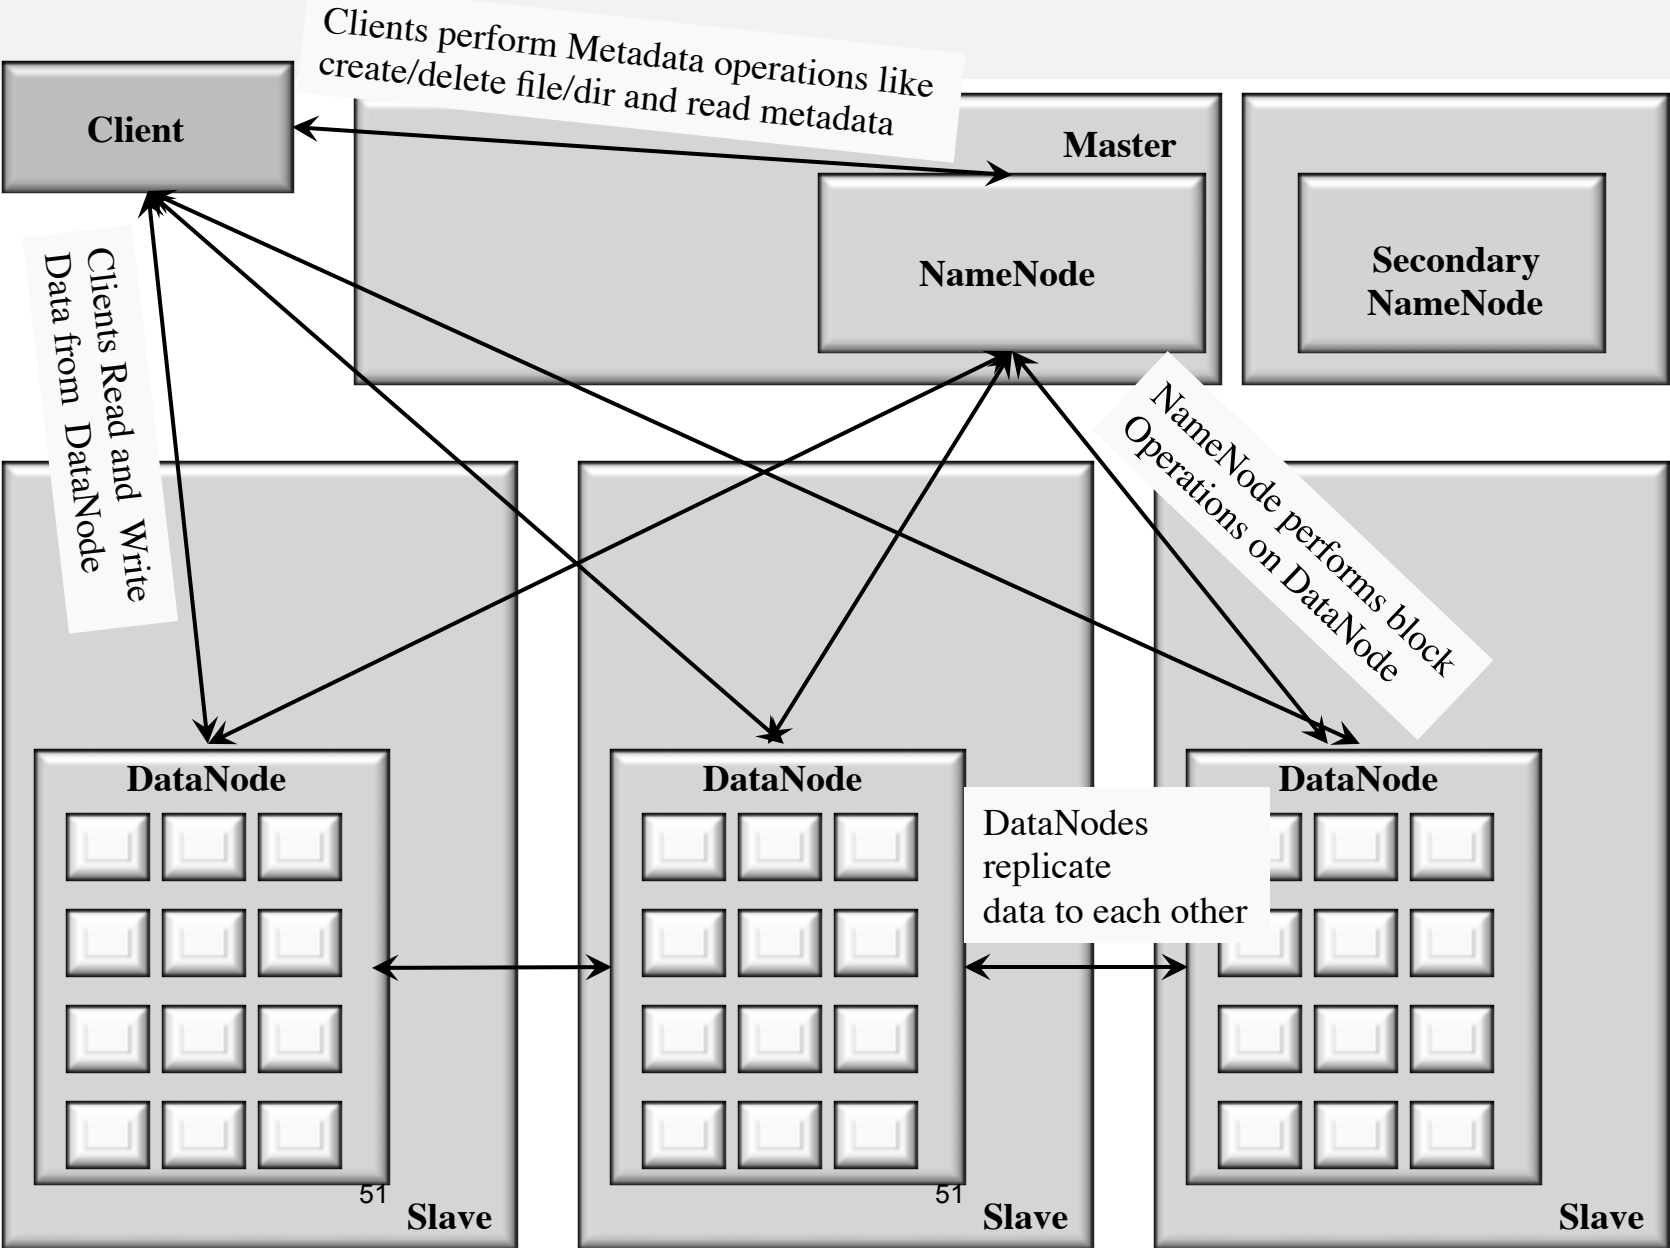 Clients perform Metadata operations like
create/delete file/dir and read metadata
Client
Master
NameNode
Secondary
NameNode
Clients Read and Write
Data from DataNode
NameNode performs block
Operations on DataNode
DataNode
DataNode
DataNode
DataNodes
replicate
data to each other
51
51
Slave
Slave
Slave